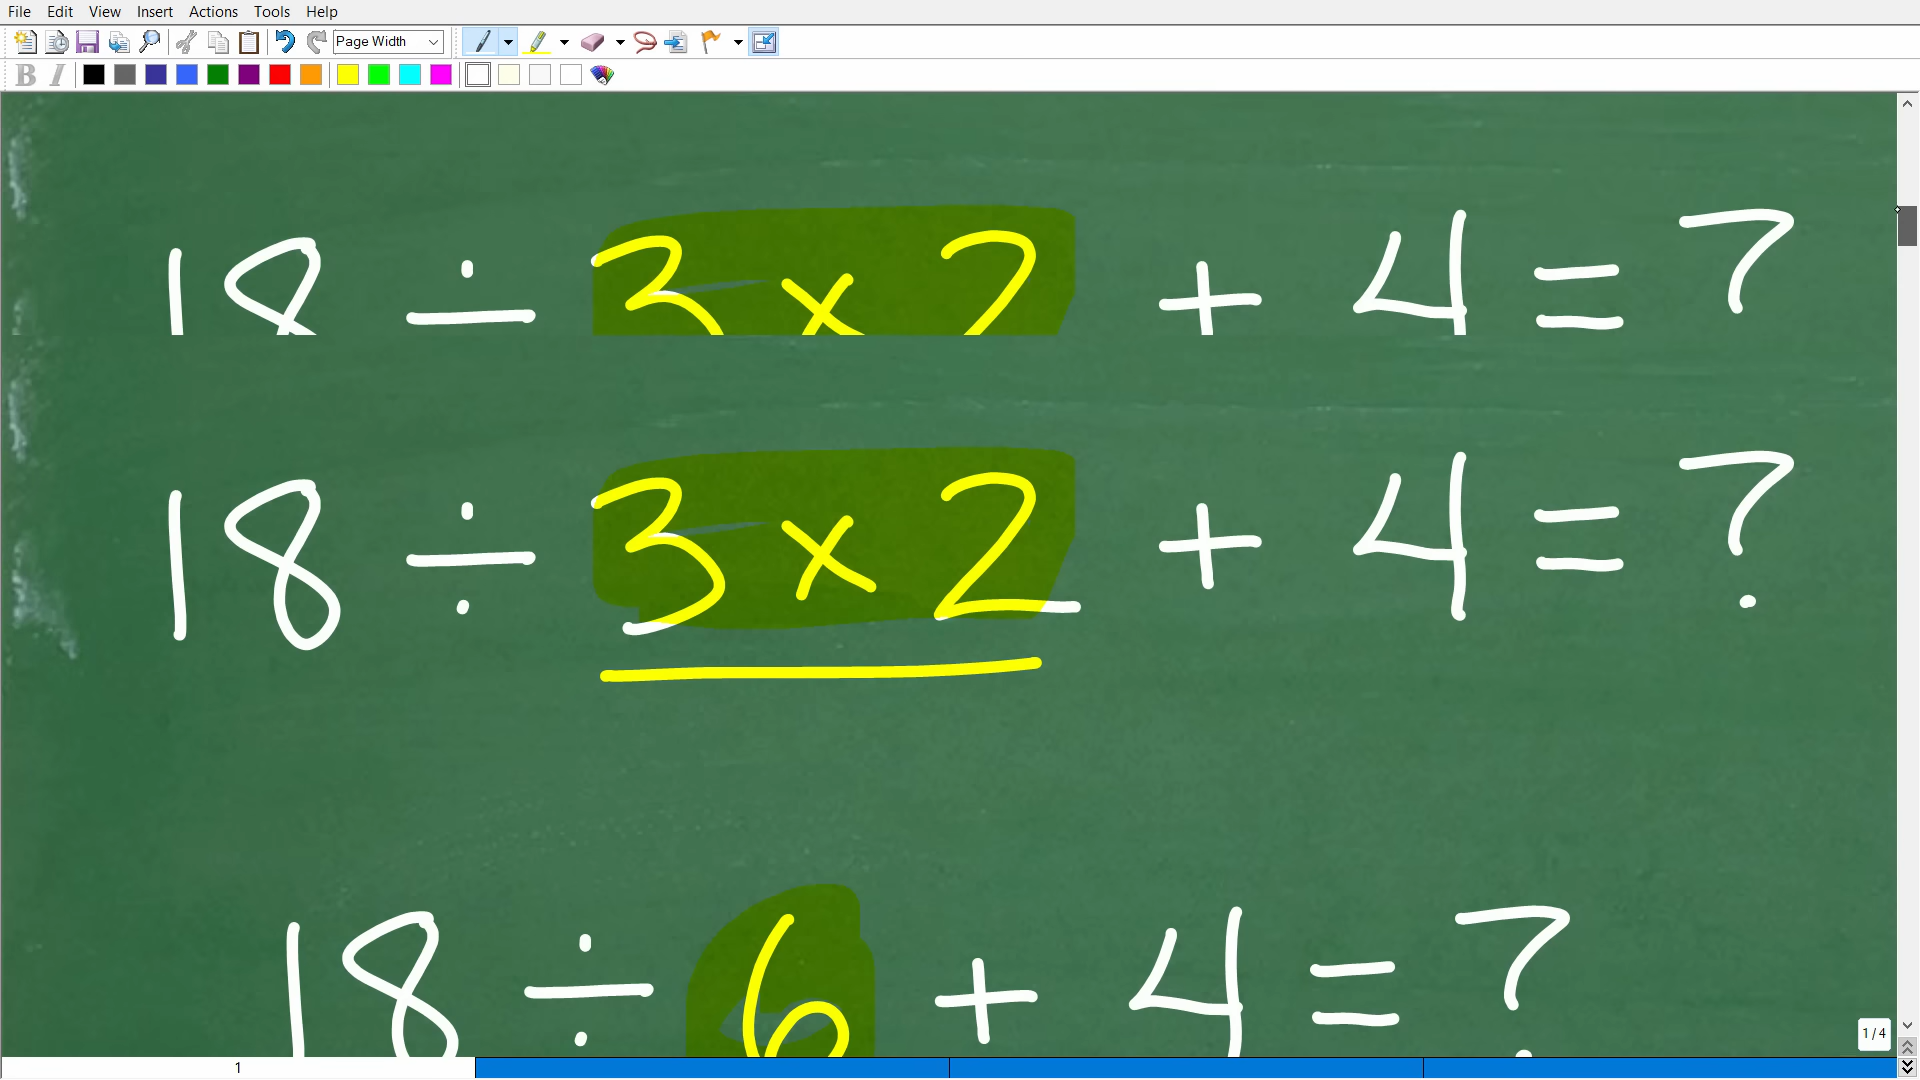 File Edit View Insert Actions Tools Help
Page Width
B I
18 ÷ 3 × 2 + 4 = ?
18 ÷ 3 × 2 + 4 = ?
18 ÷ 6 + 4 = ?
1 / 4
1